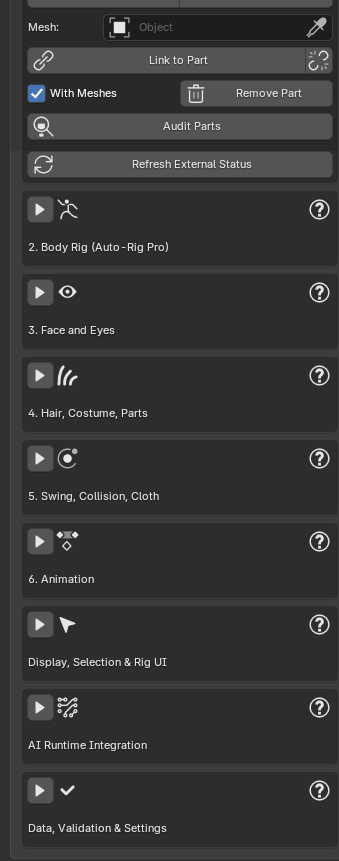 Mesh: Object
Link to Part
With Meshes Remove Part
Audit Parts
Refresh External Status
2. Body Rig (Auto-Rig Pro)
3. Face and Eyes
4. Hair, Costume, Parts
5. Swing, Collision, Cloth
6. Animation
Display, Selection & Rig UI
AI Runtime Integration
Data, Validation & Settings